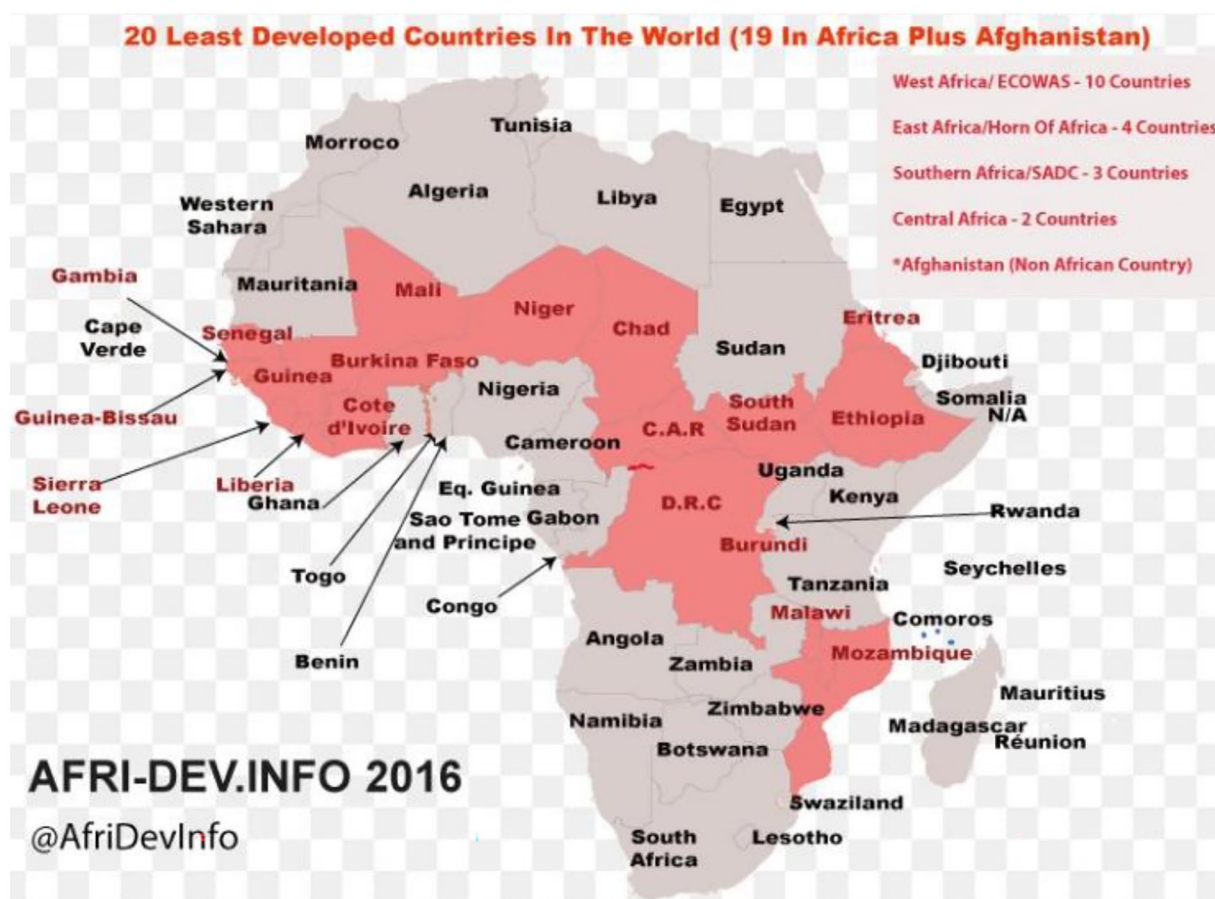 20 Least Developed Countries In The World (19 In Africa Plus Afghanistan)
West Africa/ ECOWAS - 10 Countries
East Africa/Horn Of Africa - 4 Countries
Southern Africa/SADC - 3 Countries
Central Africa - 2 Countries
*Afghanistan (Non African Country)
Tunisia
Morroco
Algeria
Libya
Egypt
Western
Sahara
Mauritania
Gambia
Mali
Niger
Chad
Cape
Verde
Senegal
Eritrea
Sudan
Djibouti
Burkina Faso
Guinea
Nigeria
Somalia
N/A
Guinea-Bissau
Cote
d'Ivoire
South
Sudan
Ethiopia
C.A.R
Cameroon
Sierra
Leone
Liberia
Ghana
Uganda
Kenya
Eq. Guinea
D.R.C
Rwanda
Sao Tome
and Principe
Gabon
Burundi
Togo
Tanzania
Seychelles
Congo
Malawi
Comoros
Angola
Benin
Zambia
Mozambique
Mauritius
Zimbabwe
Namibia
Madagascar
Réunion
Botswana
AFRI-DEV.INFO 2016
Swaziland
@AfriDevInfo
South
Africa
Lesotho